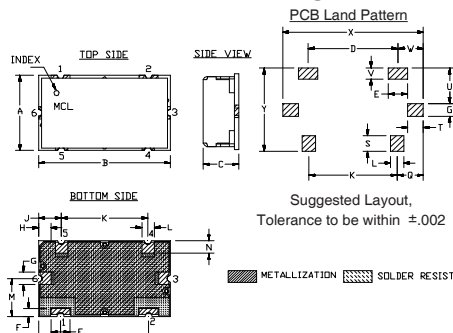 PCB Land Pattern
X
D
W
TOP SIDE
SIDE VIEW
INDEX
1
2
MCL
A
6
3
5
4
B
C
V
E
Y
U
G
T
S
L
K
Q
Suggested Layout,
Tolerance to be within ±.002
BOTTOM SIDE
J
K
H
L
5
4
N
G
6
3
M
F
1
2
E
METALLIZATION
SOLDER RESIST